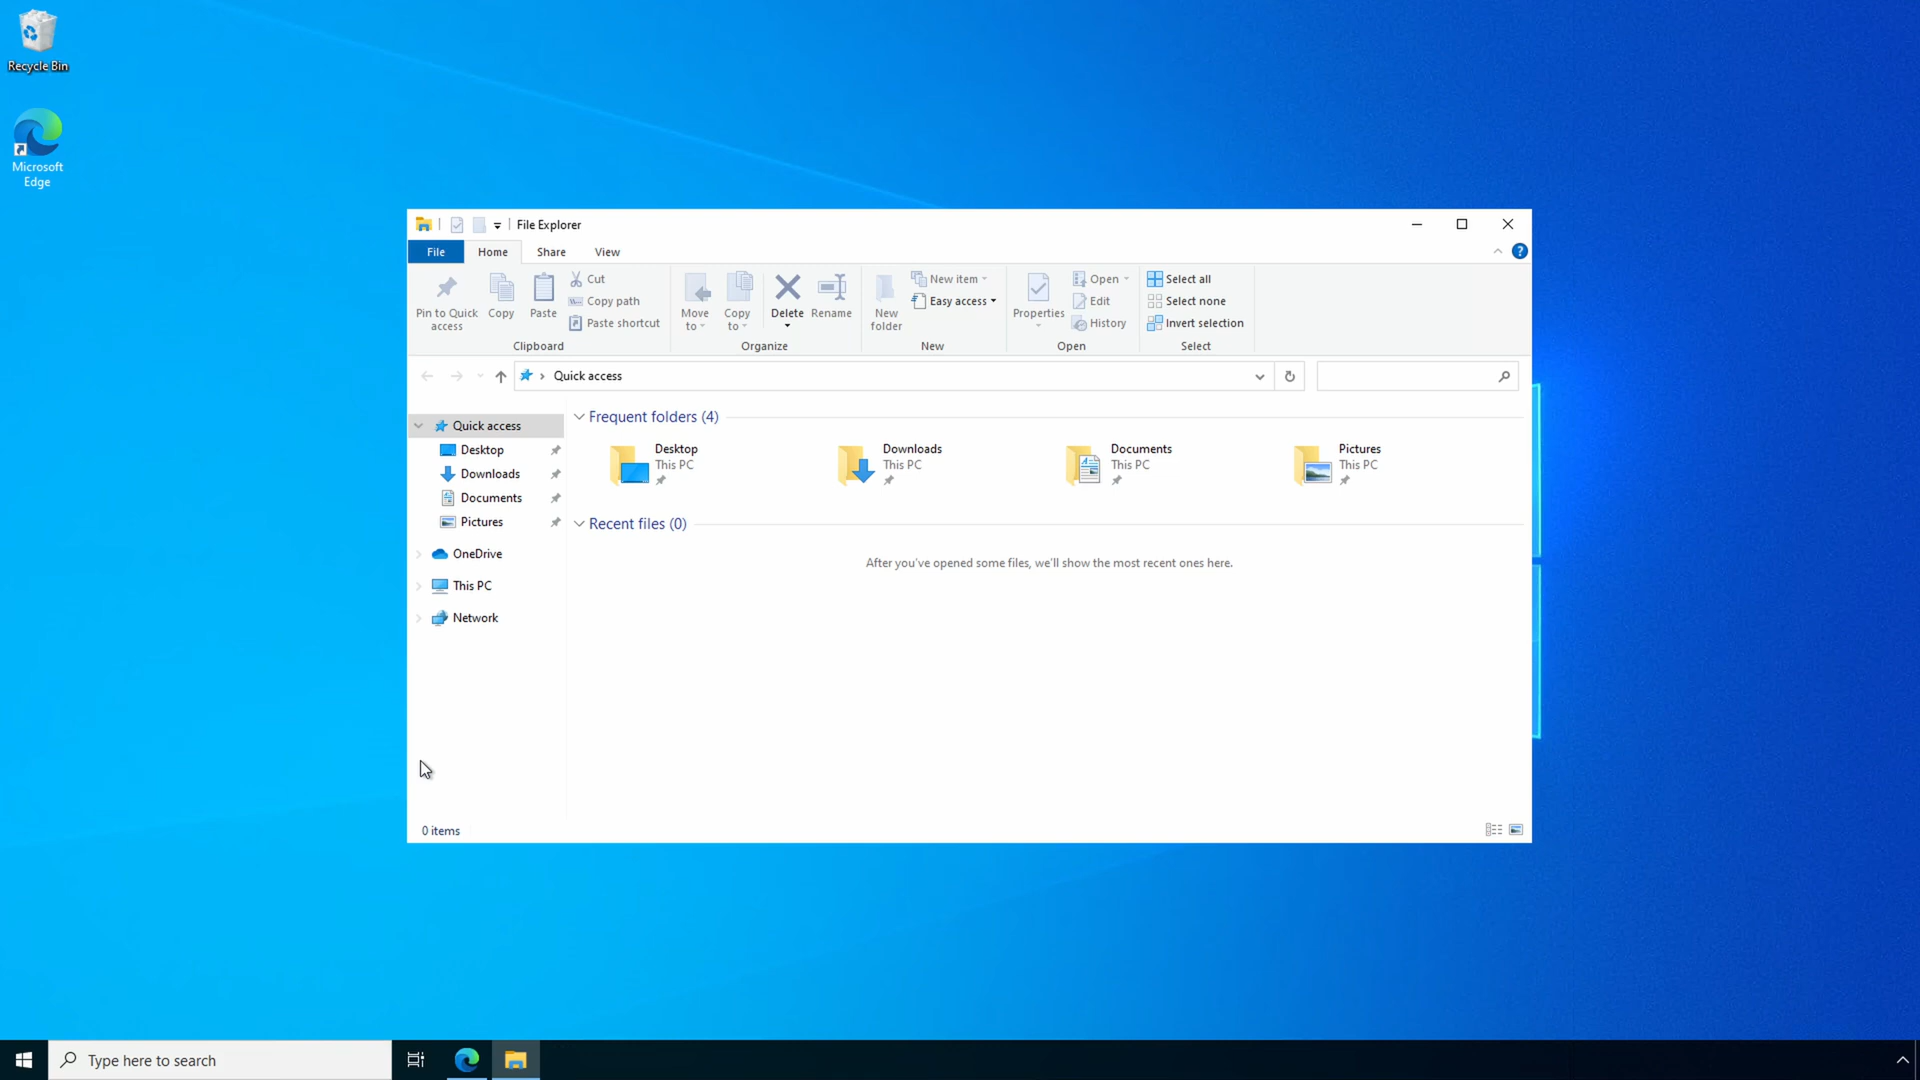 Recycle Bin
Microsoft
Edge
File Explorer
File
Home
Share
View
Pin to Quick
access
Copy
Paste
Cut
Copy path
Paste shortcut
Clipboard
Move
to
Copy
to
Delete
Rename
Organize
New
folder
New item
Easy access
New
Properties
Open
Edit
History
Open
Select all
Select none
Invert selection
Select
Quick access
Quick access
Desktop
Downloads
Documents
Pictures
OneDrive
This PC
Network
Frequent folders (4)
Desktop
This PC
Downloads
This PC
Documents
This PC
Pictures
This PC
Recent files (0)
After you've opened some files, we'll show the most recent ones here.
0 items
Type here to search